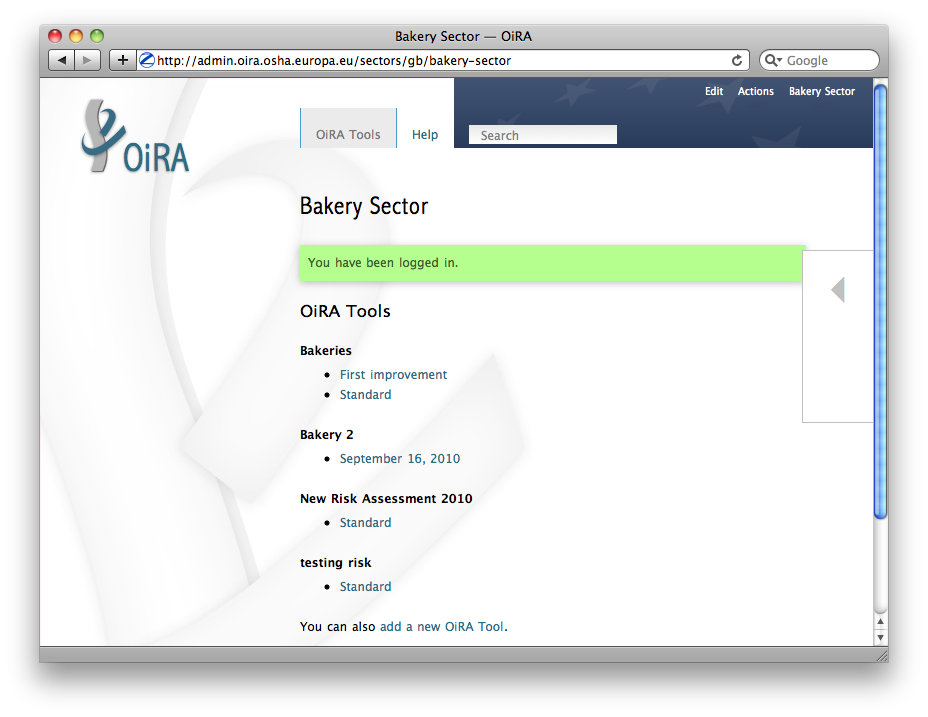 Bakery Sector — OiRA
http://admin.oira.osha.europa.eu/sectors/gb/bakery-sector
Google
Edit Actions Bakery Sector
OiRA
OiRA Tools Help Search
Bakery Sector
You have been logged in.
OiRA Tools
Bakeries
First improvement
Standard
Bakery 2
September 16, 2010
New Risk Assessment 2010
Standard
testing risk
Standard
You can also add a new OiRA Tool.